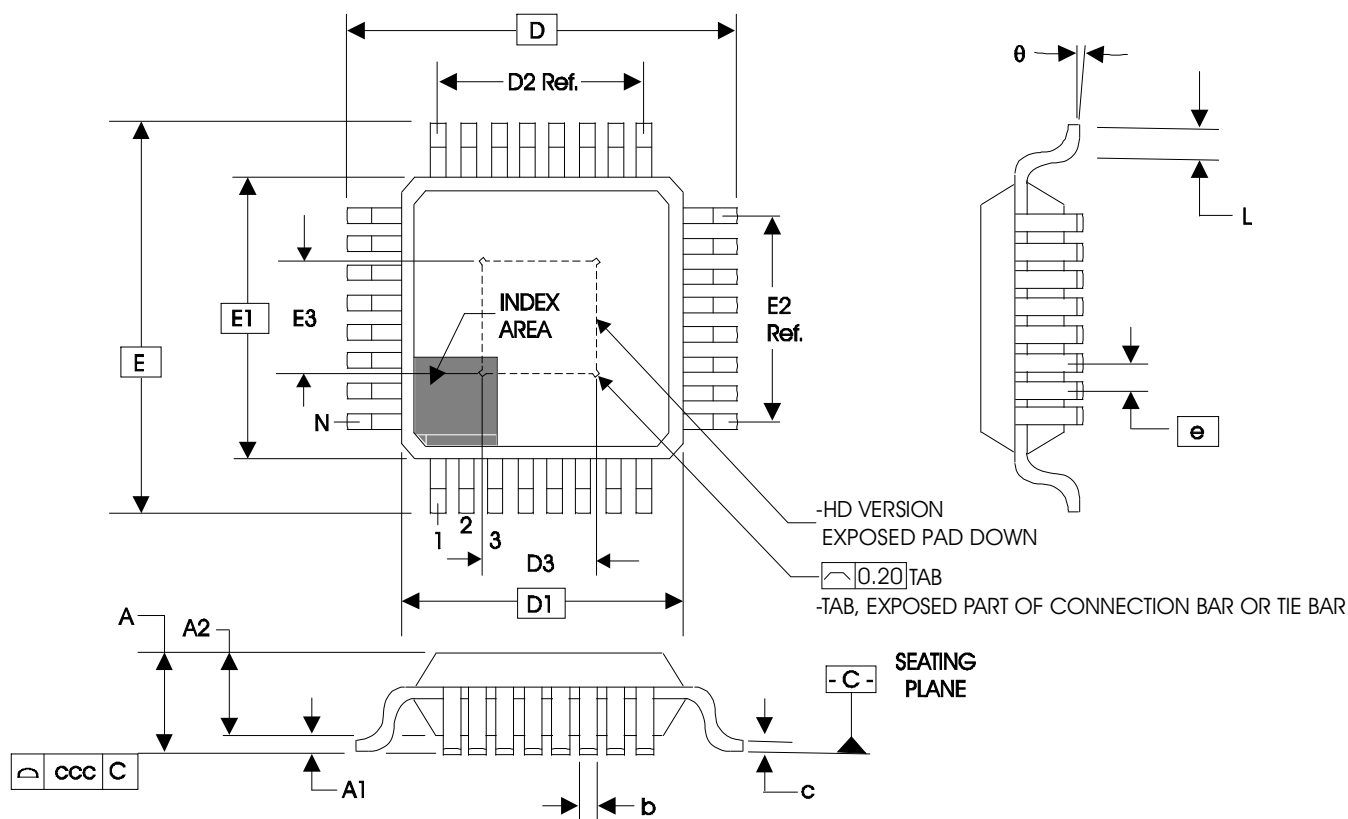 D
θ
D2 Ref.
L
INDEX
AREA
E3
E1
E2
Ref.
E
N
e
-HD VERSION
EXPOSED PAD DOWN
1
2
3
D3
0.20 TAB
-TAB, EXPOSED PART OF CONNECTION BAR OR TIE BAR
D1
A
A2
- C -
SEATING
PLANE
ccc C
A1
b
c